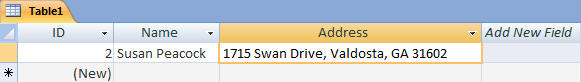 Table1
ID Name Address Add New Field
2 Susan Peacock 1715 Swan Drive, Valdosta, GA 31602
* (New)